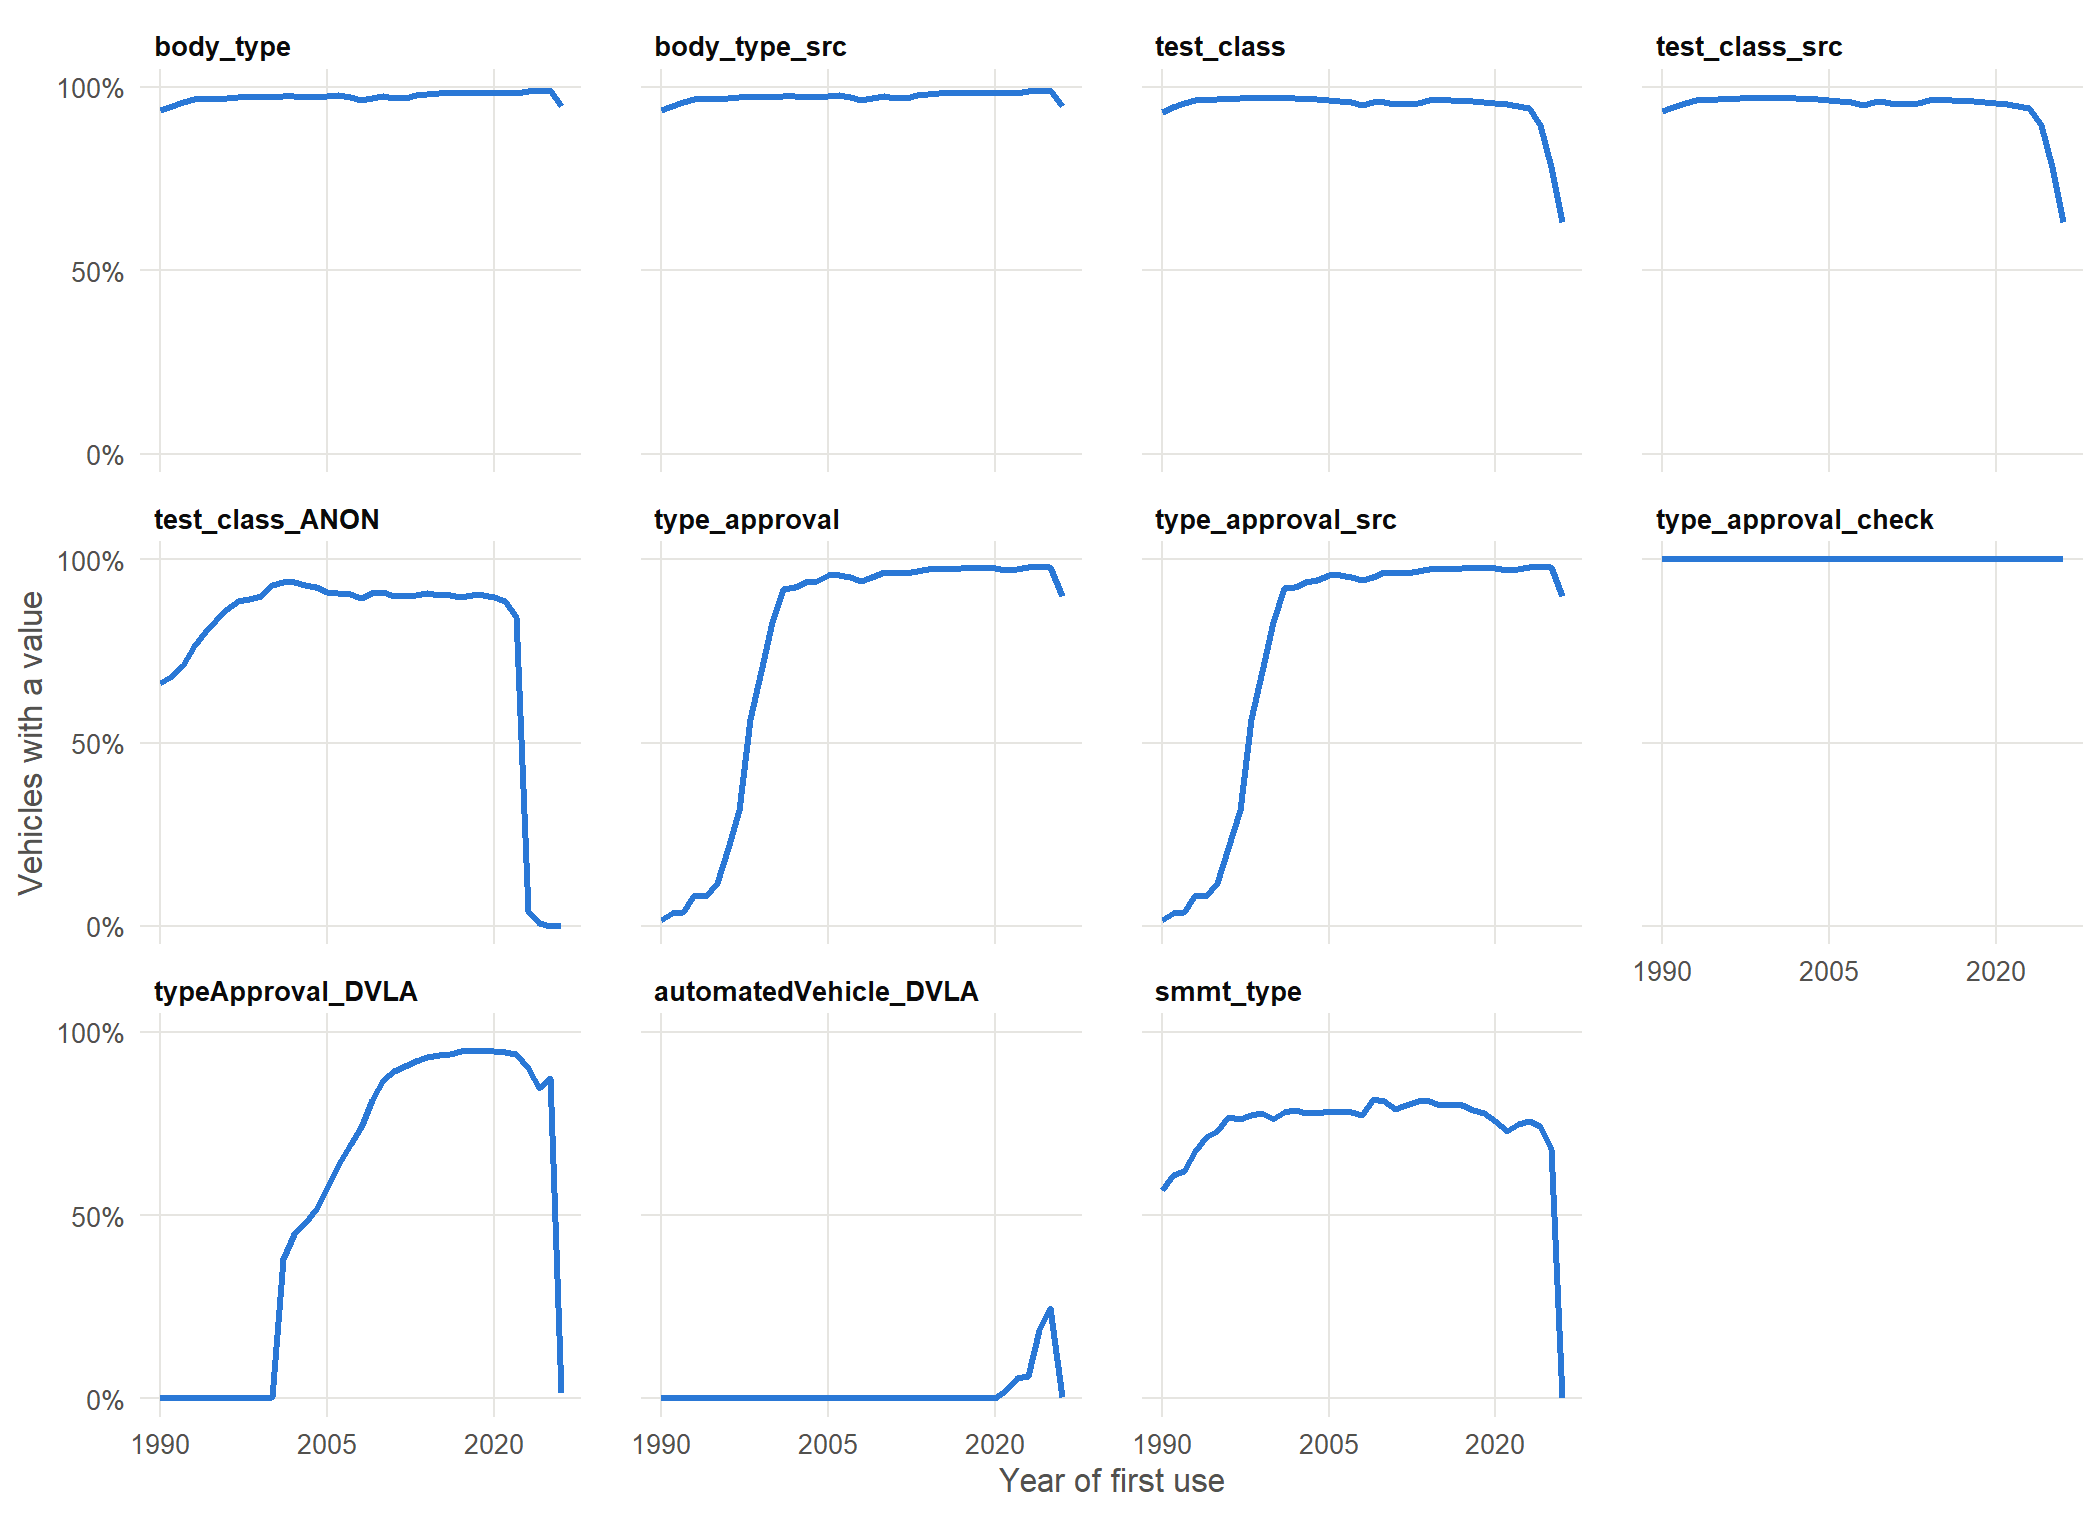 body_type
body_type_src
test_class
test_class_src
100%
50%
0%
test_class_ANON
type_approval
type_approval_src
type_approval_check
100%
50%
0%
1990 2005 2020
typeApproval_DVLA
automatedVehicle_DVLA
smmt_type
100%
50%
0%
1990 2005 2020
1990 2005 2020
1990 2005 2020
Year of first use
Vehicles with a value